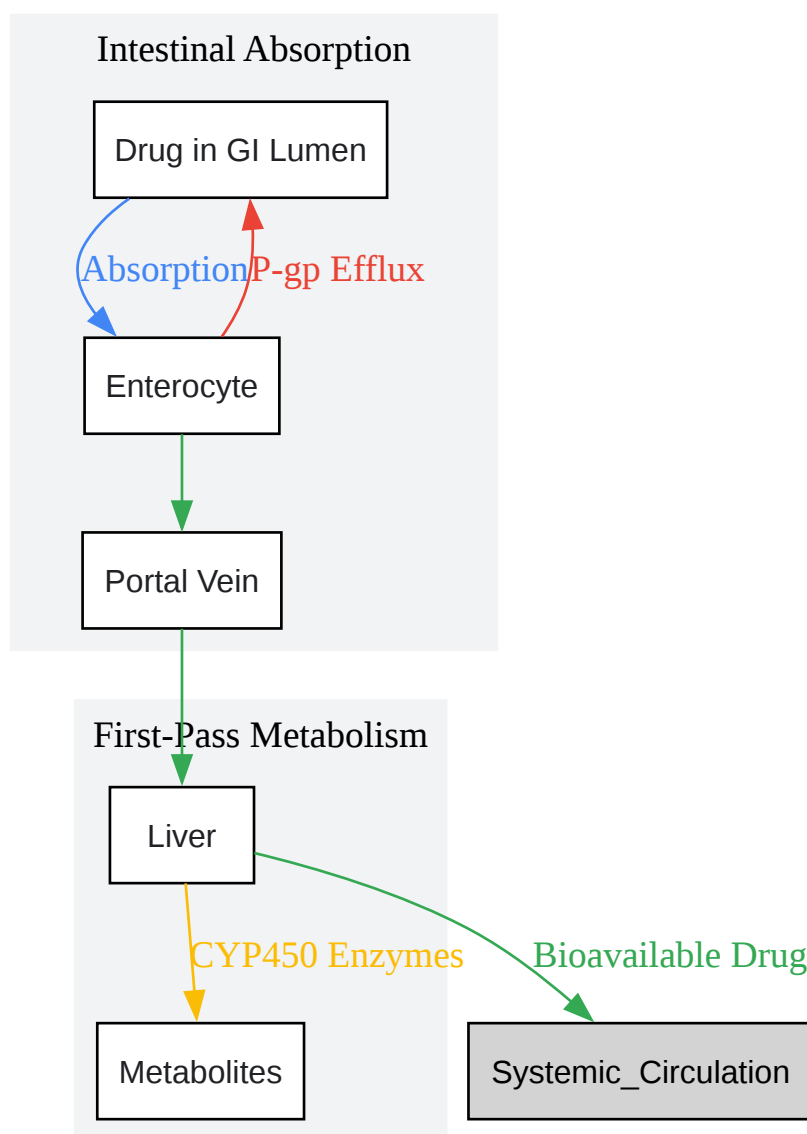 Intestinal Absorption
Drug in GI Lumen
Absorption
P-gp Efflux
Enterocyte
Portal Vein
First-Pass Metabolism
Liver
CYP450 Enzymes
Bioavailable Drug
Metabolites
Systemic_Circulation